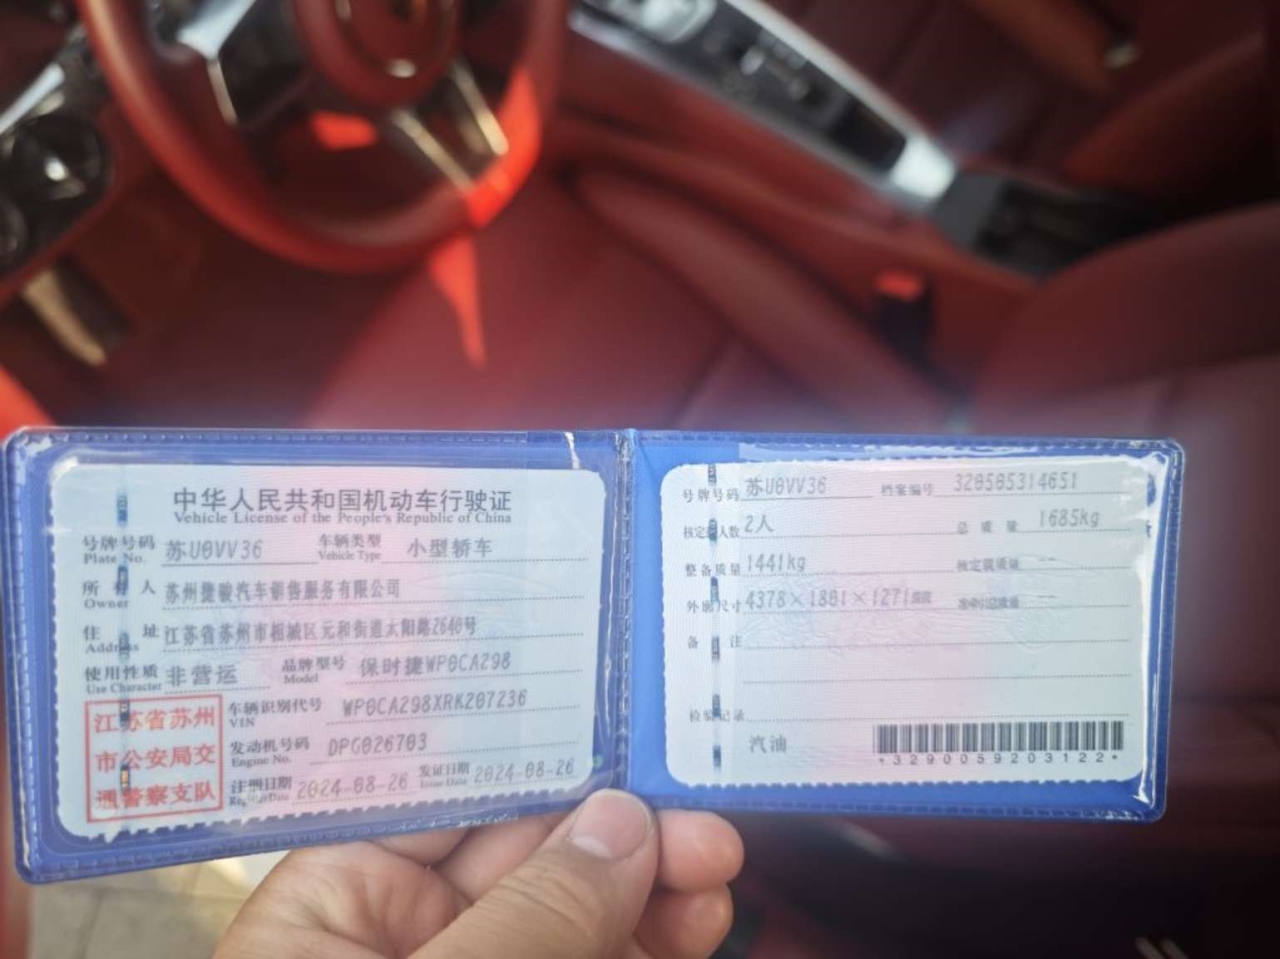 中华人民共和国机动车行驶证
Vehicle License of the People's Republic of China
号牌号码 苏U0VV36 车辆类型 小型轿车
Plate No. Vehicle Type
所有人 苏州捷骏汽车销售服务有限公司
Owner
住址 江苏省苏州市相城区元和街道太阳路2640号
Address
使用性质 非营运 品牌型号 保时捷WP0CA298
Use Character Model
江苏省苏州
市公安局交
通警察支队
车辆识别代号 WP0CA298XRK207236
VIN
发动机号码 DPG026703
Engine No.
注册日期 2024-08-26 发证日期 2024-08-26
Register Date Issue Date
号牌号码 苏U0VV36 档案编号 320505314651
核定载人数 2人 总质量 1685kg
整备质量 1441kg 核定载质量 --
外廓尺寸 4378×1801×1271mm 准牵引总质量 --
备注
检验记录
汽油
*3290059203122*